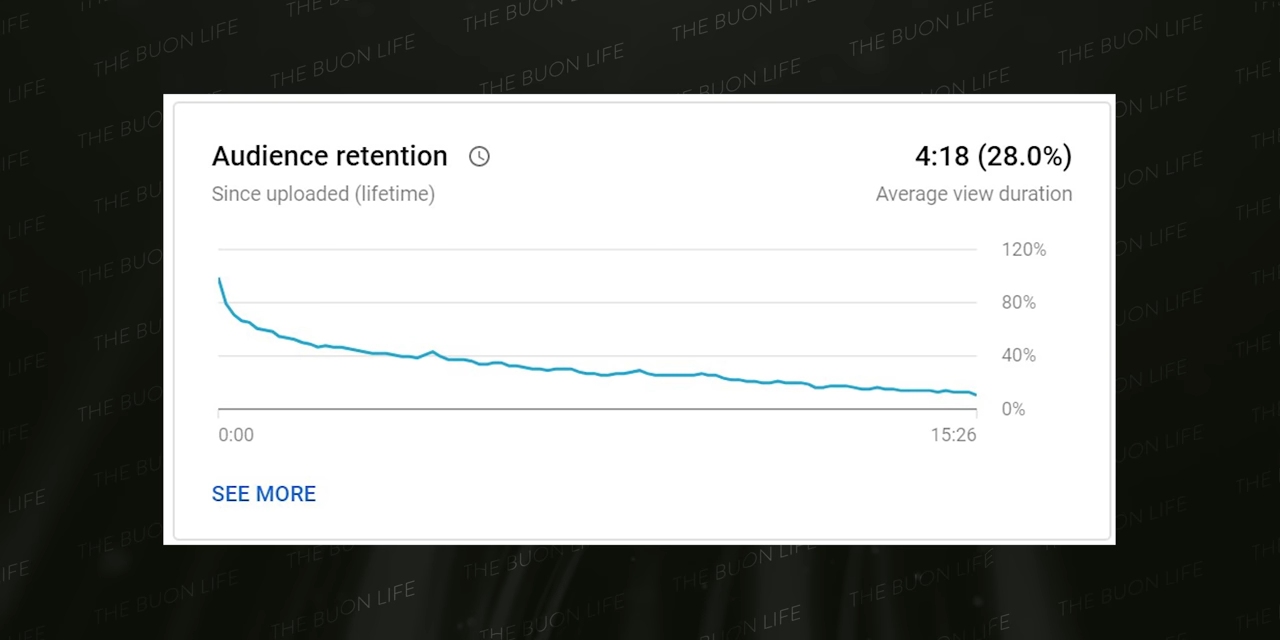 THE BUON LIFE
Audience retention
4:18 (28.0%)
Since uploaded (lifetime)
Average view duration
120%
80%
40%
0%
0:00
15:26
SEE MORE